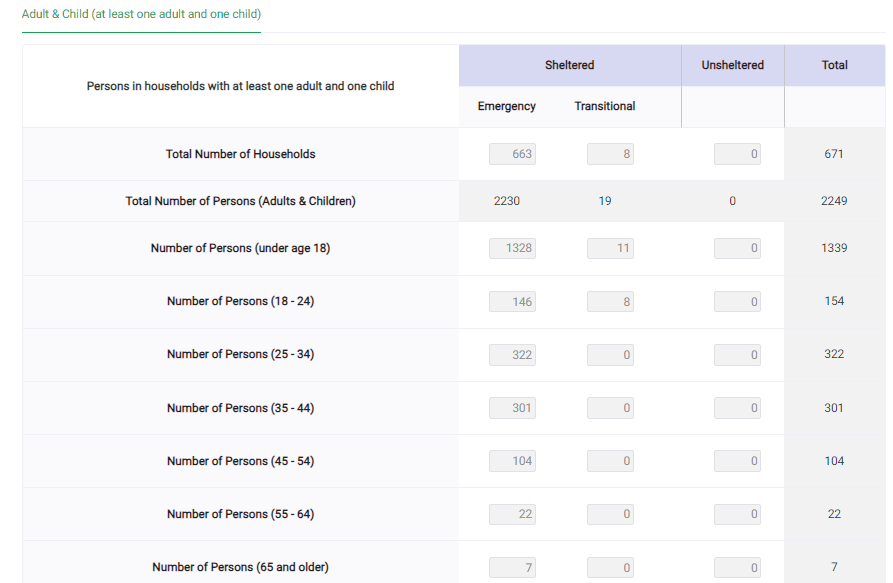 Adult & Child (at least one adult and one child)
Persons in households with at least one adult and one child
Sheltered Unsheltered Total
Emergency Transitional
Total Number of Households 663 8 0 671
Total Number of Persons (Adults & Children) 2230 19 0 2249
Number of Persons (under age 18) 1328 11 0 1339
Number of Persons (18 - 24) 146 8 0 154
Number of Persons (25 - 34) 322 0 0 322
Number of Persons (35 - 44) 301 0 0 301
Number of Persons (45 - 54) 104 0 0 104
Number of Persons (55 - 64) 22 0 0 22
Number of Persons (65 and older) 7 0 0 7